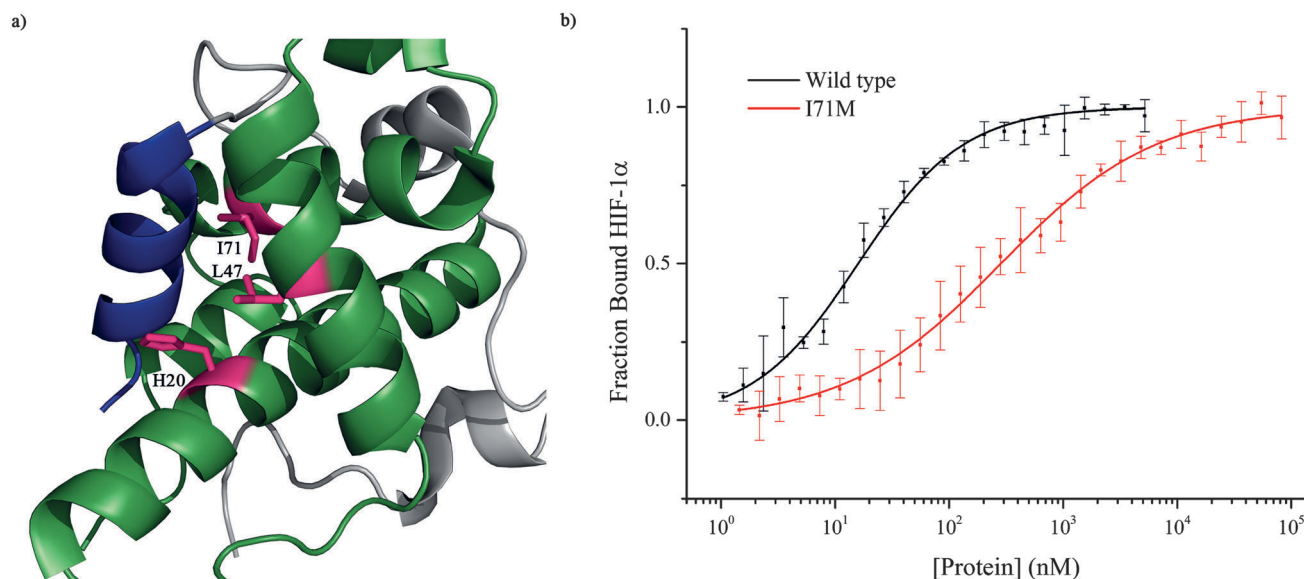 a)
I71
L47
H20
b)
Wild type
I71M
Fraction Bound HIF-1α
1.0
0.5
0.0
10⁰
10¹
10²
10³
10⁴
10⁵
[Protein] (nM)